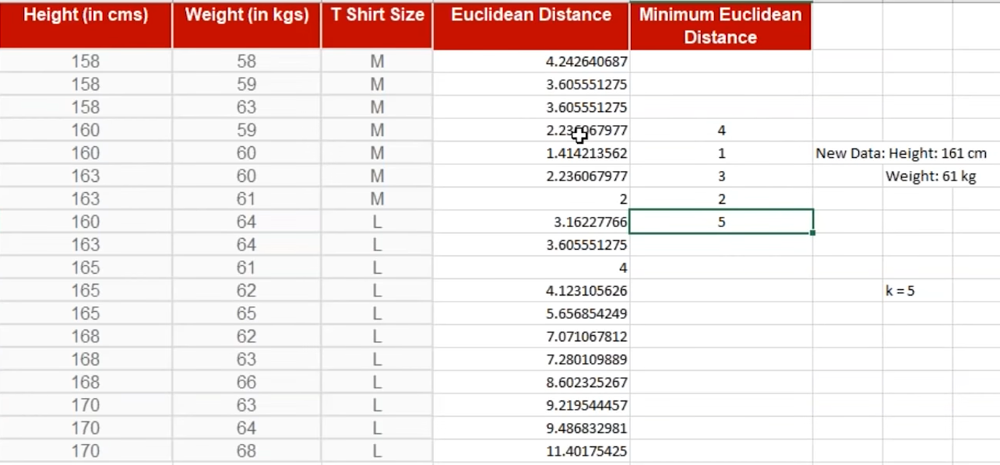 Height (in cms) Weight (in kgs) T Shirt Size Euclidean Distance Minimum Euclidean
Distance
158 58 M 4.242640687
158 59 M 3.605551275
158 63 M 3.605551275
160 59 M 4
160 60 M 1.414213562 1 New Data: Height: 161 cm
163 60 M 2.236067977 3 Weight: 61 kg
163 61 M 2 2
160 64 L 3.16227766 5
163 64 L 3.605551275
165 61 L 4
165 62 L 4.123105626 k = 5
165 65 L 5.656854249
168 62 L 7.071067812
168 63 L 7.280109889
168 66 L 8.602325267
170 63 L 9.219544457
170 64 L 9.486832981
170 68 L 11.40175425